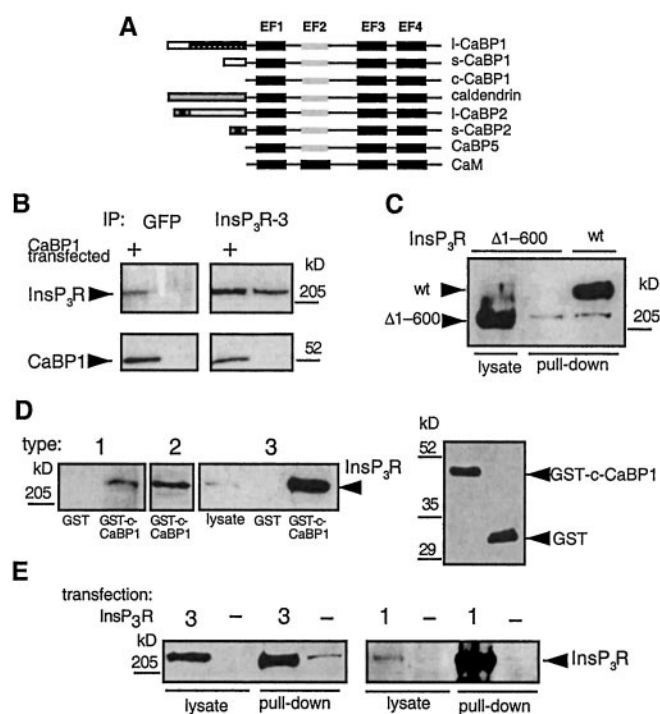 A
EF1 EF2 EF3 EF4
l-CaBP1
s-CaBP1
c-CaBP1
caldendrin
l-CaBP2
s-CaBP2
CaBP5
CaM
B
IP: GFP InsP3R-3
CaBP1 transfected + +
kD
InsP3R 205
CaBP1 52
C
InsP3R Δ1–600 wt
wt kD
Δ1–600 205
lysate pull-down
D
type: 1 2 3
kD InsP3R
205
GST GST-c-CaBP1 GST-c-CaBP1 lysate GST GST-c-CaBP1
kD
52
GST-c-CaBP1
35
GST
29
E
transfection:
InsP3R 3 – 3 – 1 – 1 –
kD
205 InsP3R
lysate pull-down lysate pull-down